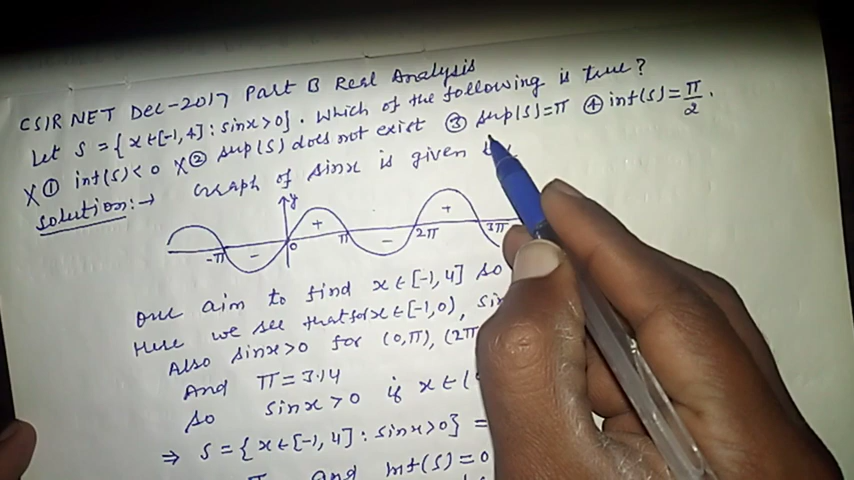 CSIR NET Dec-2017 Part B Real Analysis
Let S = {x∈[-1,4] : sinx>0}. Which of the following is true?
X① inf(S)<0 X② sup(S) does not exist ③ sup(S)=π ④ inf(S)=π/2.
Solution:→ Graph of sinx is given
y
+ +
-π - 0 π - 2π 3π
Our aim to find x∈[-1,4] so
Here we see that for x∈[-1,0), sin
Also sinx>0 for (0,π), (2π
And π=3.14
So sinx>0 if x∈(
⇒ S={x∈[-1,4] : sinx>0} =
π And inf(S)=0